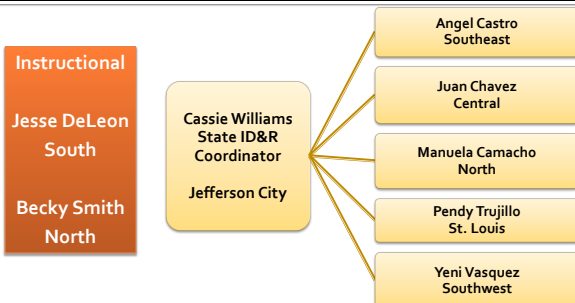 Instructional
Jesse DeLeon
South
Becky Smith
North
Cassie Williams
State ID&R
Coordinator
Jefferson City
Angel Castro
Southeast
Juan Chavez
Central
Manuela Camacho
North
Pendy Trujillo
St. Louis
Yeni Vasquez
Southwest